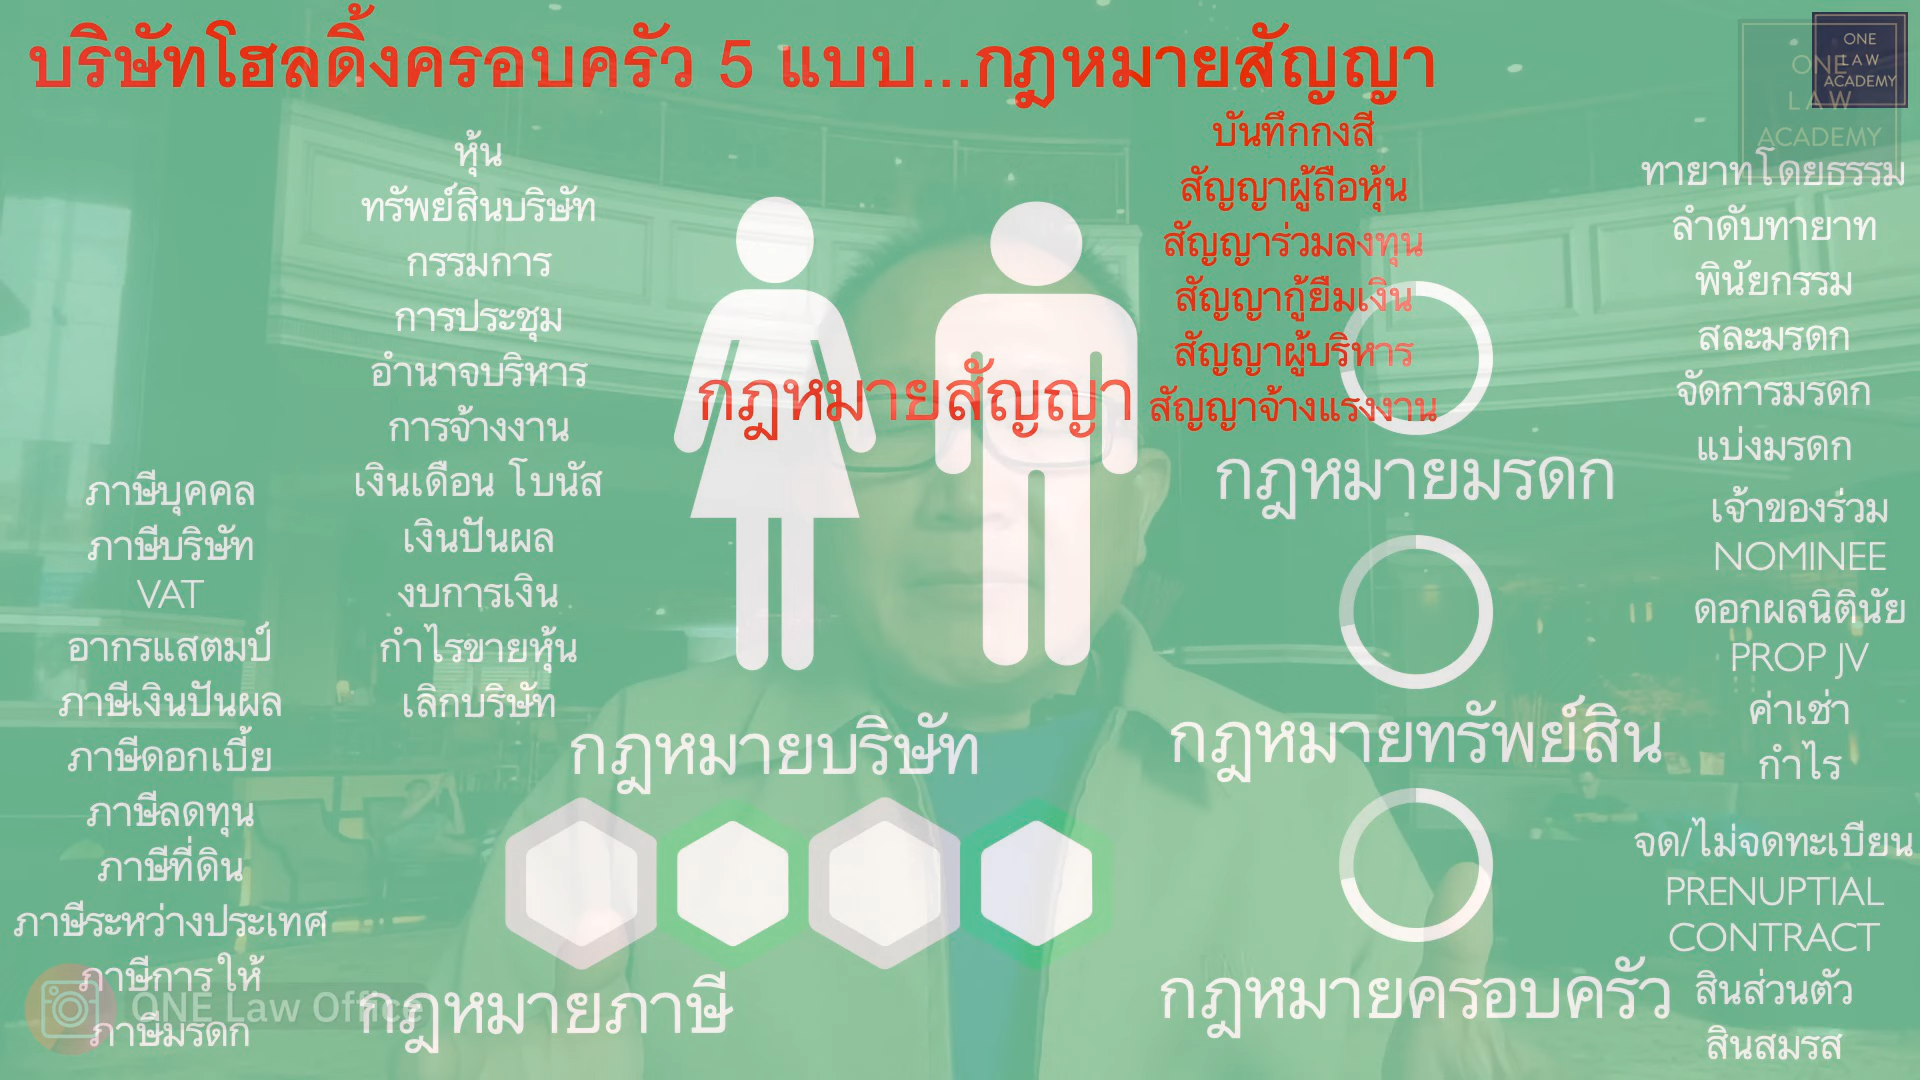 บริษัทโฮลดิ้งครอบครัว 5 แบบ...กฎหมายสัญญา
ONE
LAW
ACADEMY
ONE
LAW
ACADEMY
หุ้น
ทรัพย์สินบริษัท
กรรมการ
การประชุม
อำนาจบริหาร
การจ้างงาน
เงินเดือน โบนัส
เงินปันผล
งบการเงิน
กำไรขายหุ้น
เลิกบริษัท
กฎหมายบริษัท
บันทึกกงสี
สัญญาผู้ถือหุ้น
สัญญาร่วมลงทุน
สัญญากู้ยืมเงิน
สัญญาผู้บริหาร
สัญญาจ้างแรงงาน
กฎหมายสัญญา
ทายาทโดยธรรม
ลำดับทายาท
พินัยกรรม
สละมรดก
จัดการมรดก
แบ่งมรดก
กฎหมายมรดก
เจ้าของร่วม
NOMINEE
ดอกผลนิตินัย
PROP JV
ค่าเช่า
กำไร
กฎหมายทรัพย์สิน
จด/ไม่จดทะเบียน
PRENUPTIAL
CONTRACT
สินส่วนตัว
สินสมรส
กฎหมายครอบครัว
ภาษีบุคคล
ภาษีบริษัท
VAT
อากรแสตมป์
ภาษีเงินปันผล
ภาษีดอกเบี้ย
ภาษีลดทุน
ภาษีที่ดิน
ภาษีระหว่างประเทศ
ภาษีการให้
ภาษีมรดก
กฎหมายภาษี
ONE Law Office